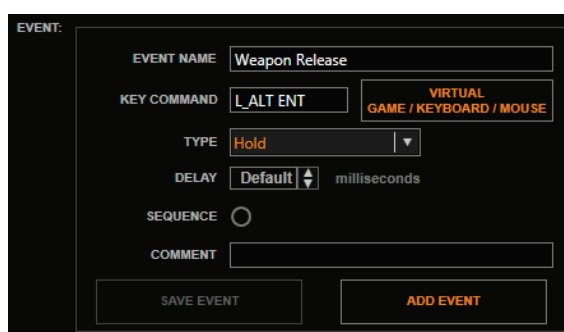 EVENT:
EVENT NAME Weapon Release
KEY COMMAND L_ALT ENT VIRTUAL
GAME / KEYBOARD / MOUSE
TYPE Hold
DELAY Default milliseconds
SEQUENCE
COMMENT
SAVE EVENT ADD EVENT